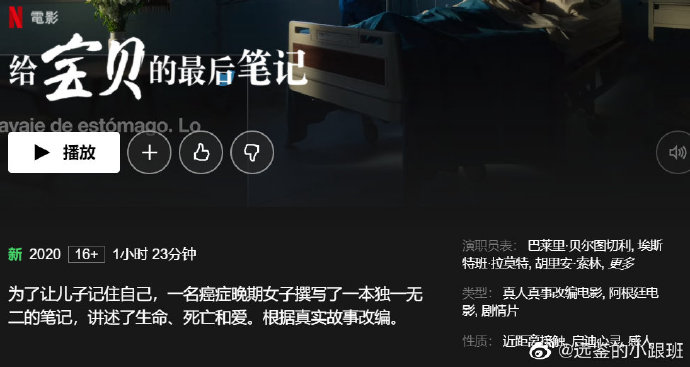 N 電影
给宝贝的最后笔记
avaje de estómago. Lo
播放
新 2020 16+ 1小时 23分钟
为了让儿子记住自己，一名癌症晚期女子撰写了一本独一无
二的笔记，讲述了生命、死亡和爱。根据真实故事改编。
演职员表： 巴莱里·贝尔图切利, 埃斯
特班·拉莫特, 胡里安·索林, 更多
类型： 真人真事改编电影, 阿根廷电
影, 剧情片
性质： 近距离接触, 启迪心灵, 感人
@远鉴的小跟班